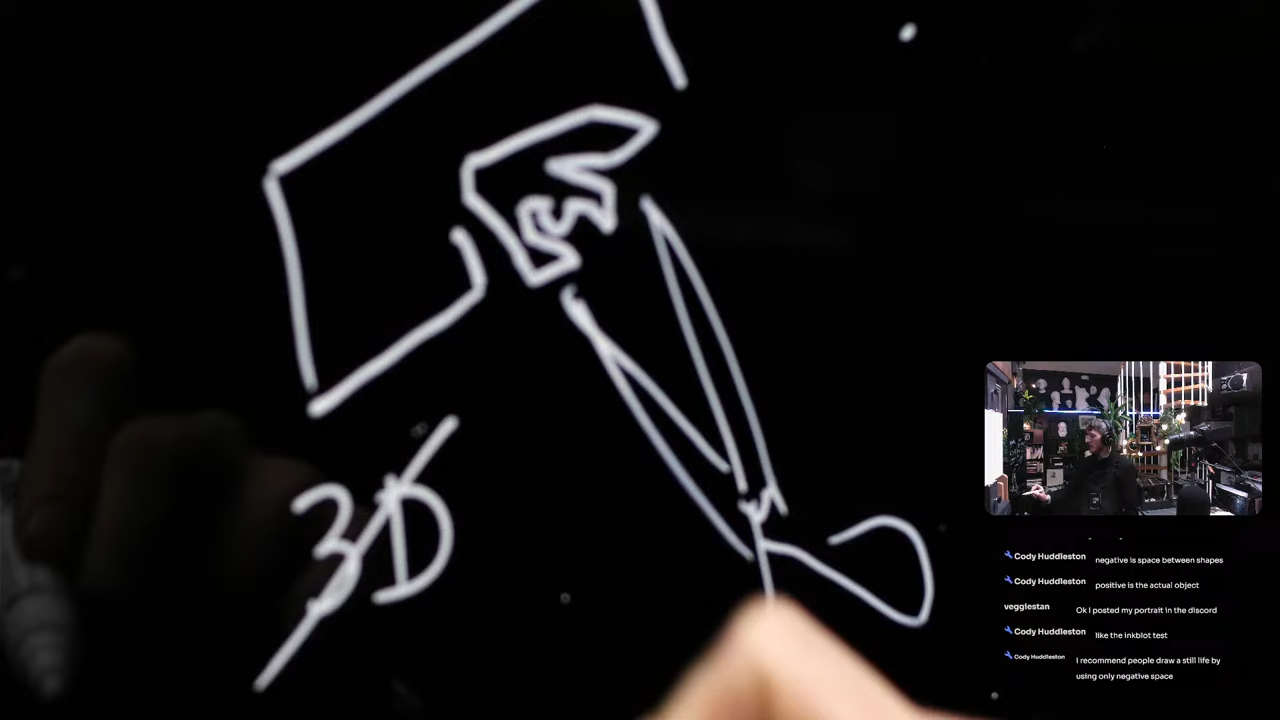 3D
Cody Huddleston negative is space between shapes
Cody Huddleston positive is the actual object
vegglestan Ok I posted my portrait in the discord
Cody Huddleston like the inkblot test
Cody Huddleston I recommend people draw a still life by
using only negative space